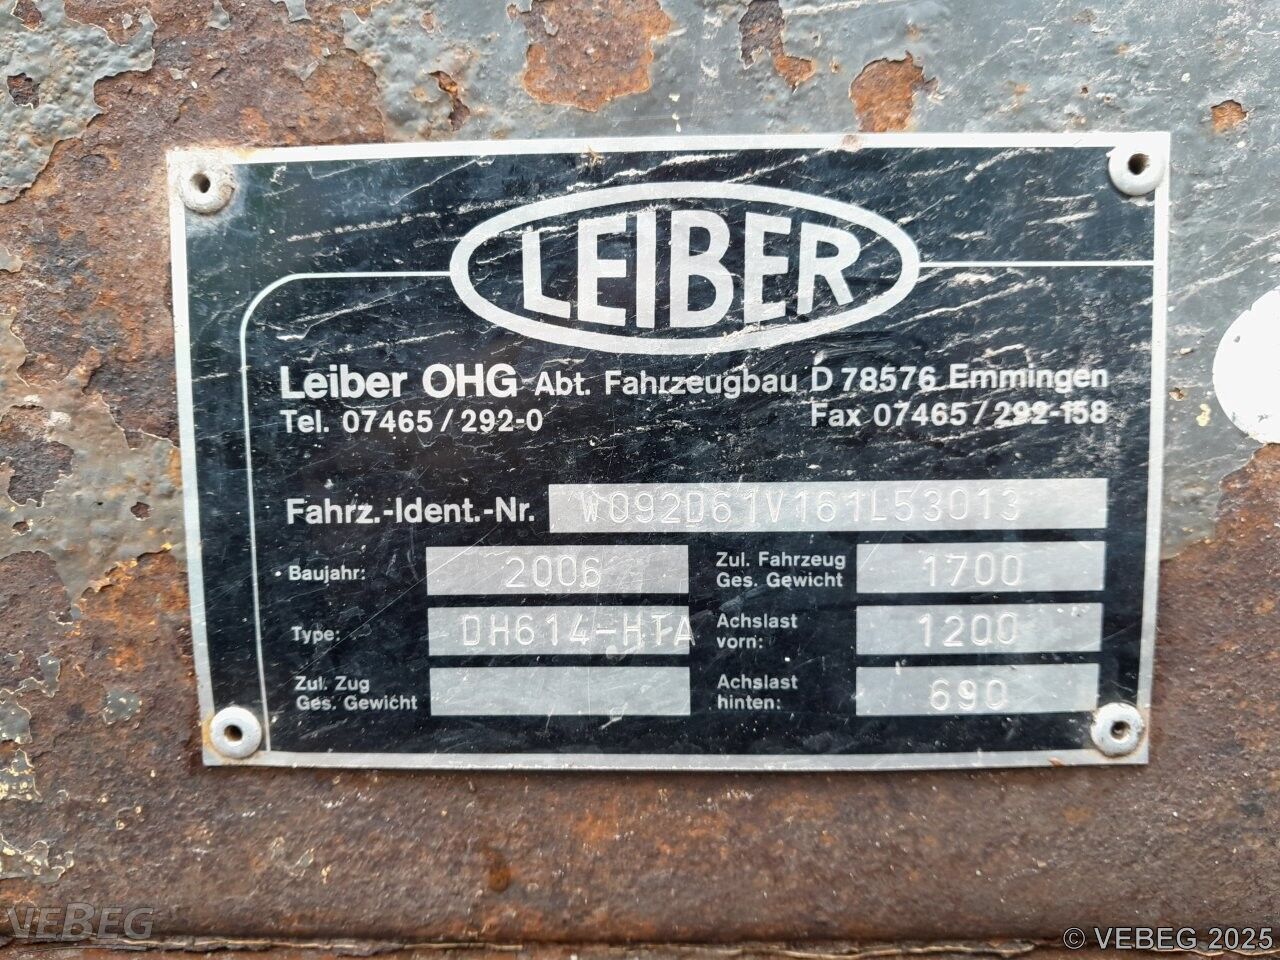 LEIBER
Leiber OHG Abt. Fahrzeugbau D 78576 Emmingen
Tel. 07465/292-0 Fax 07465/292-158
Fahrz.-Ident.-Nr. W092D61V161L53013
Baujahr: 2006 Zul. Fahrzeug Ges. Gewicht 1700
Type: DH614-HTA Achslast vorn: 1200
Zul. Zug Ges. Gewicht Achslast hinten: 690
VEBEG
© VEBEG 2025